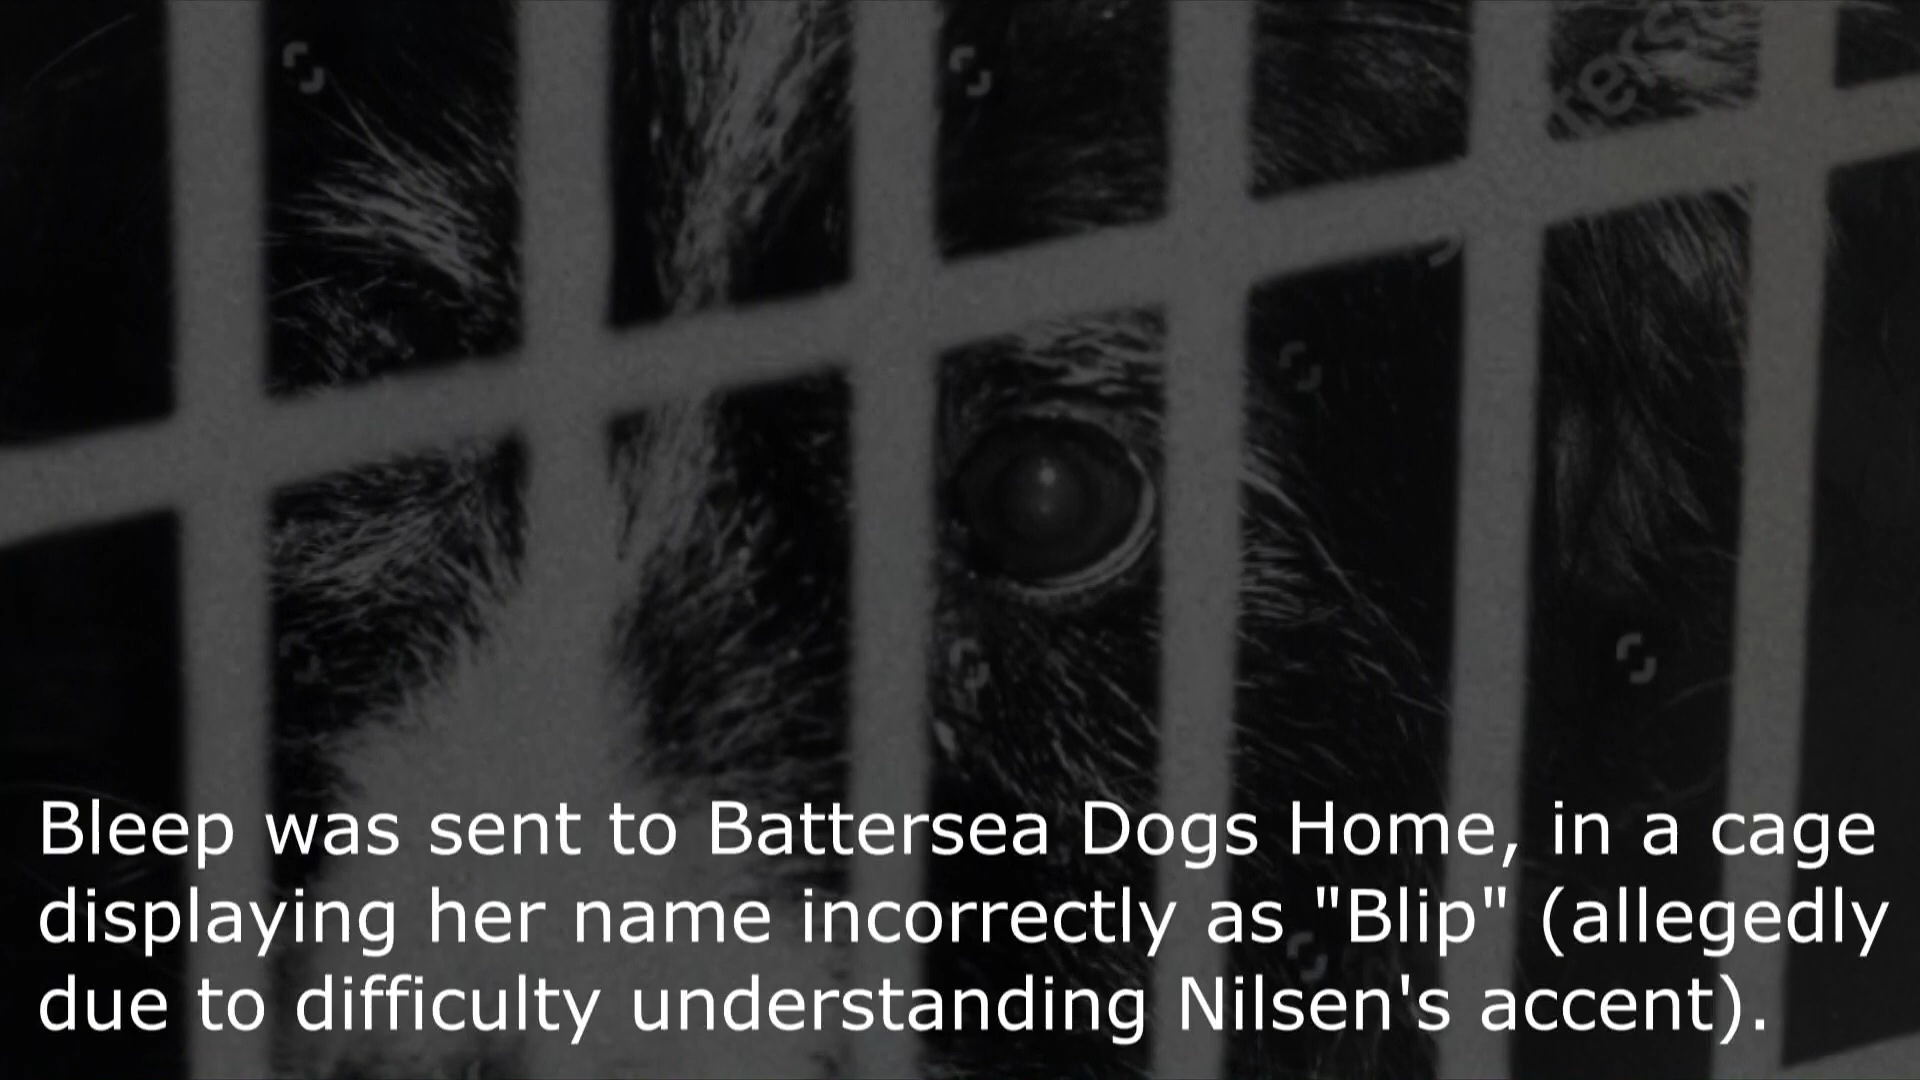 ters
Bleep was sent to Battersea Dogs Home, in a cage
displaying her name incorrectly as "Blip" (allegedly
due to difficulty understanding Nilsen's accent).